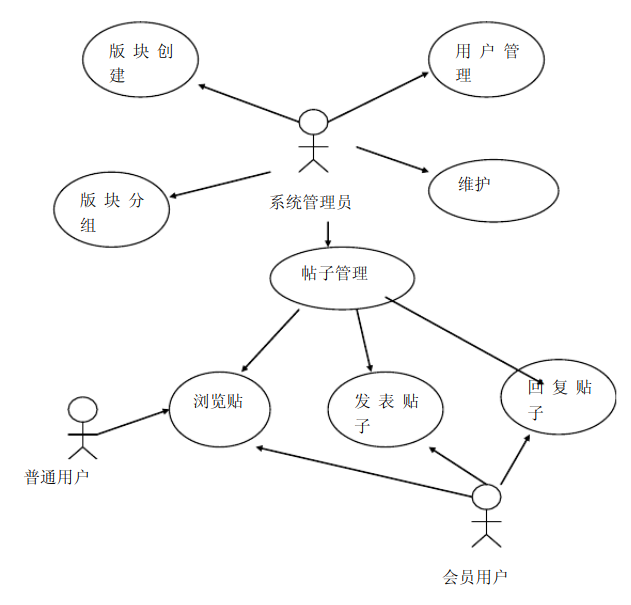 版块创
建
用户管
理
版块分
组
维护
系统管理员
帖子管理
浏览贴
发表贴
子
回复贴
子
普通用户
会员用户